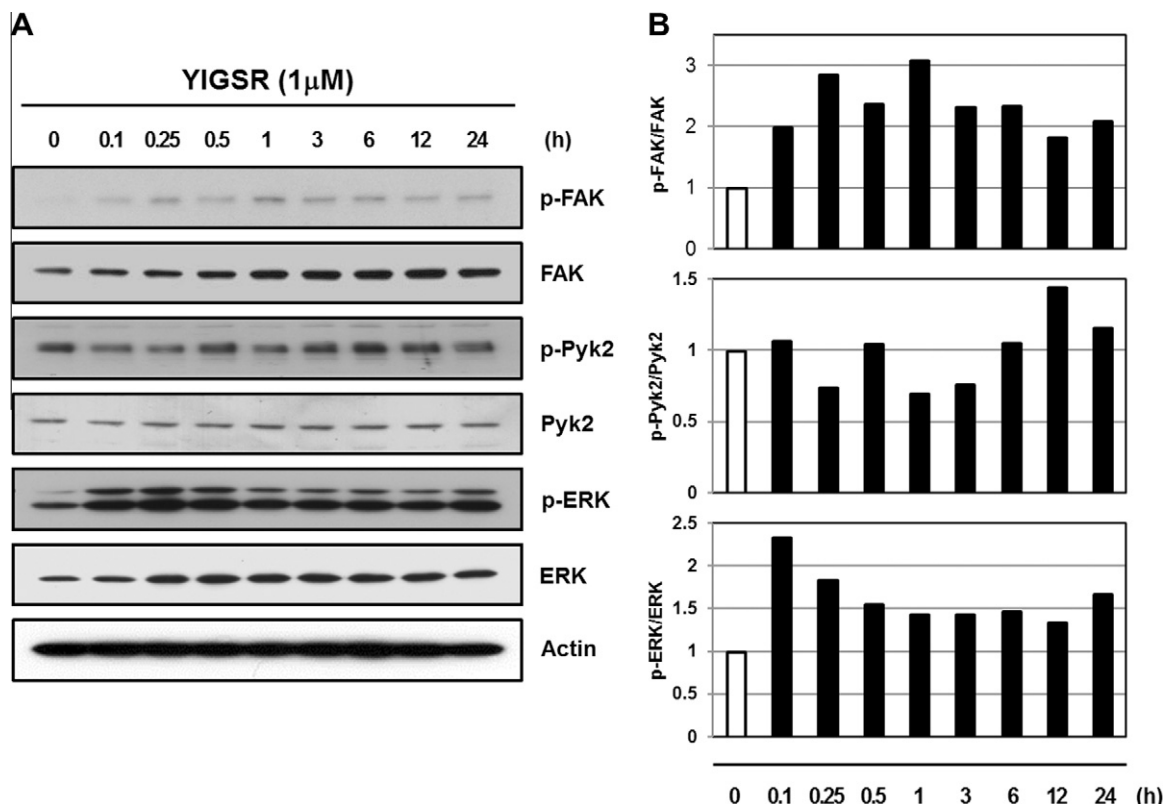 A
YIGSR (1μM)
0 0.1 0.25 0.5 1 3 6 12 24 (h)
p-FAK
FAK
p-Pyk2
Pyk2
p-ERK
ERK
Actin
B
p-FAK/FAK
3
2
1
0
p-Pyk2/Pyk2
1.5
1
0.5
0
p-ERK/ERK
2.5
2
1.5
1
0.5
0
0 0.1 0.25 0.5 1 3 6 12 24 (h)